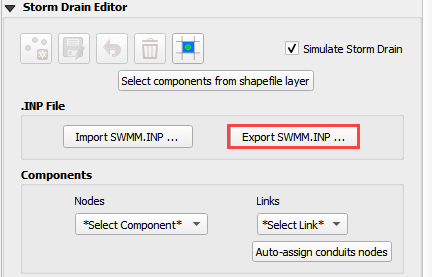 Storm Drain Editor
Simulate Storm Drain
Select components from shapefile layer
.INP File
Import SWMM.INP ...
Export SWMM.INP ...
Components
Nodes
Links
*Select Component*
*Select Link*
Auto-assign conduits nodes